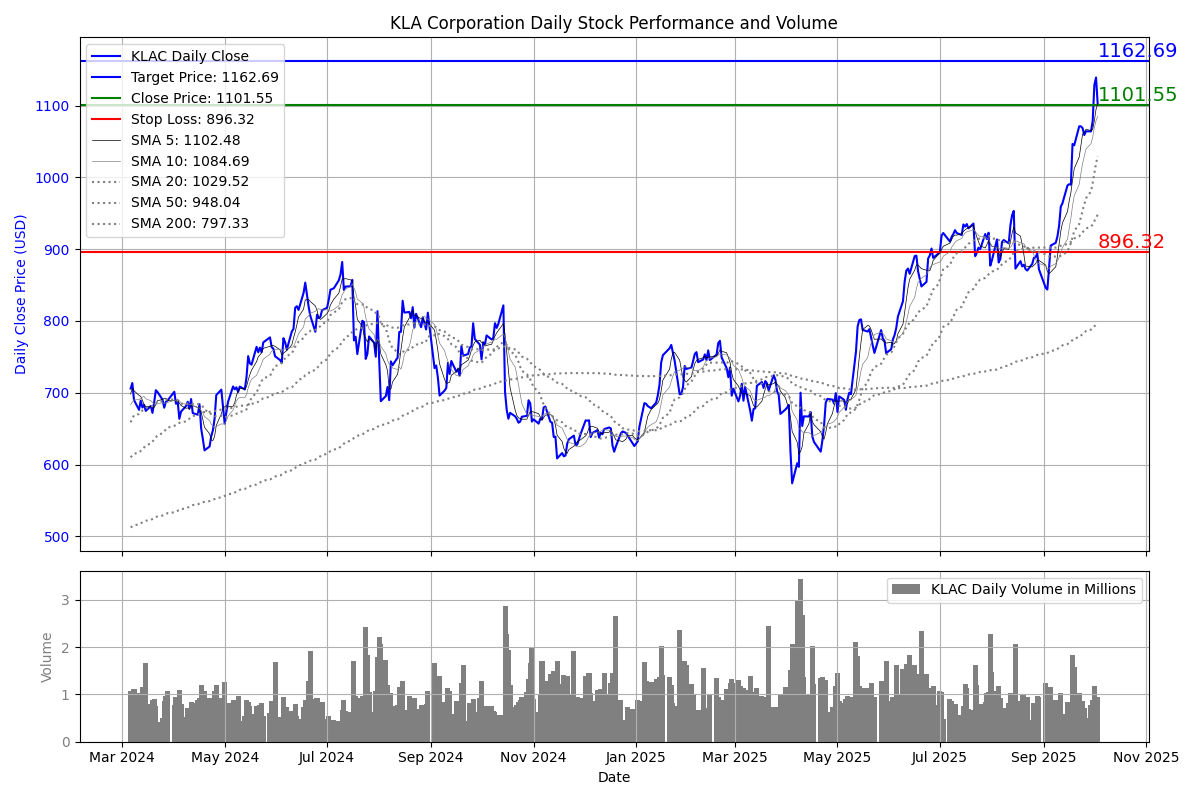 KLA Corporation Daily Stock Performance and Volume
KLAC Daily Close
Target Price: 1162.69
Close Price: 1101.55
Stop Loss: 896.32
SMA 5: 1102.48
SMA 10: 1084.69
SMA 20: 1029.52
SMA 50: 948.04
SMA 200: 797.33
1162.69
1101.55
896.32
Daily Close Price (USD)
1100
1000
900
800
700
600
500
KLAC Daily Volume in Millions
Volume
3
2
1
0
Mar 2024
May 2024
Jul 2024
Sep 2024
Nov 2024
Jan 2025
Mar 2025
May 2025
Jul 2025
Sep 2025
Nov 2025
Date